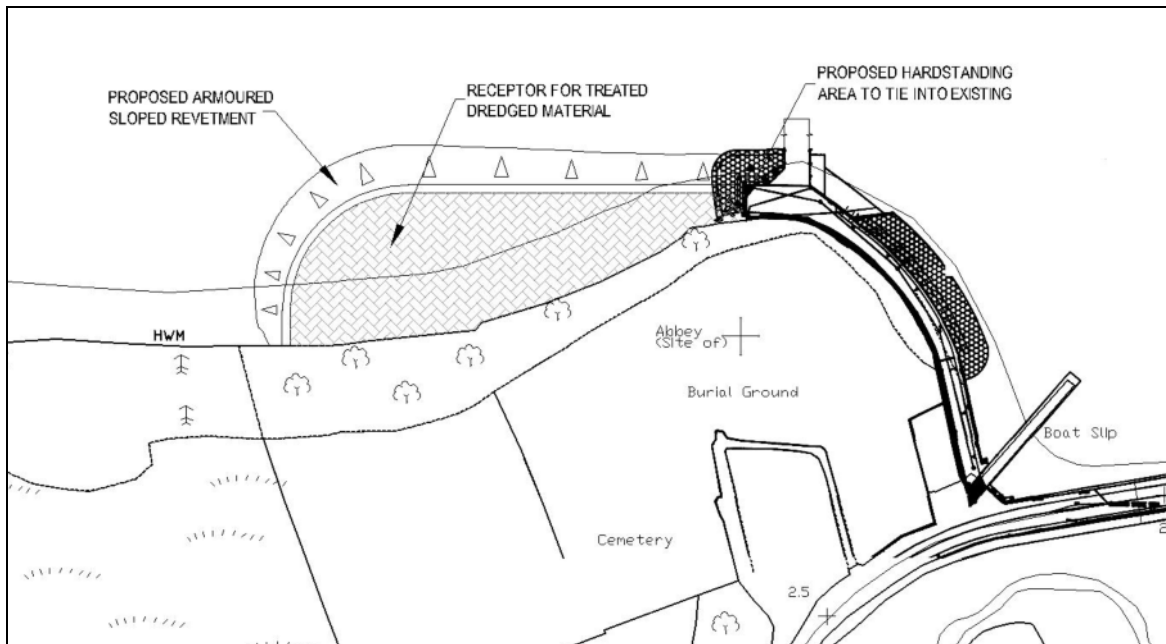 PROPOSED ARMOURED
SLOPED REVETMENT
RECEPTOR FOR TREATED
DREDGED MATERIAL
PROPOSED HARDSTANDING
AREA TO TIE INTO EXISTING
HWM
Abbey
(Site of)
Burial Ground
Boat Slip
Cemetery
2.5
2